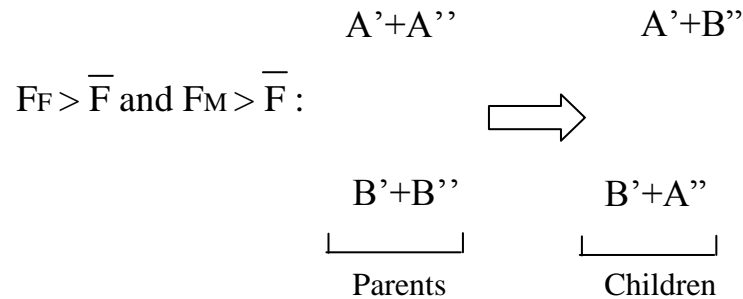 A’+A’’ A’+B”
FF > F̅ and FM > F̅ :
B’+B’’ B’+A”
Parents Children